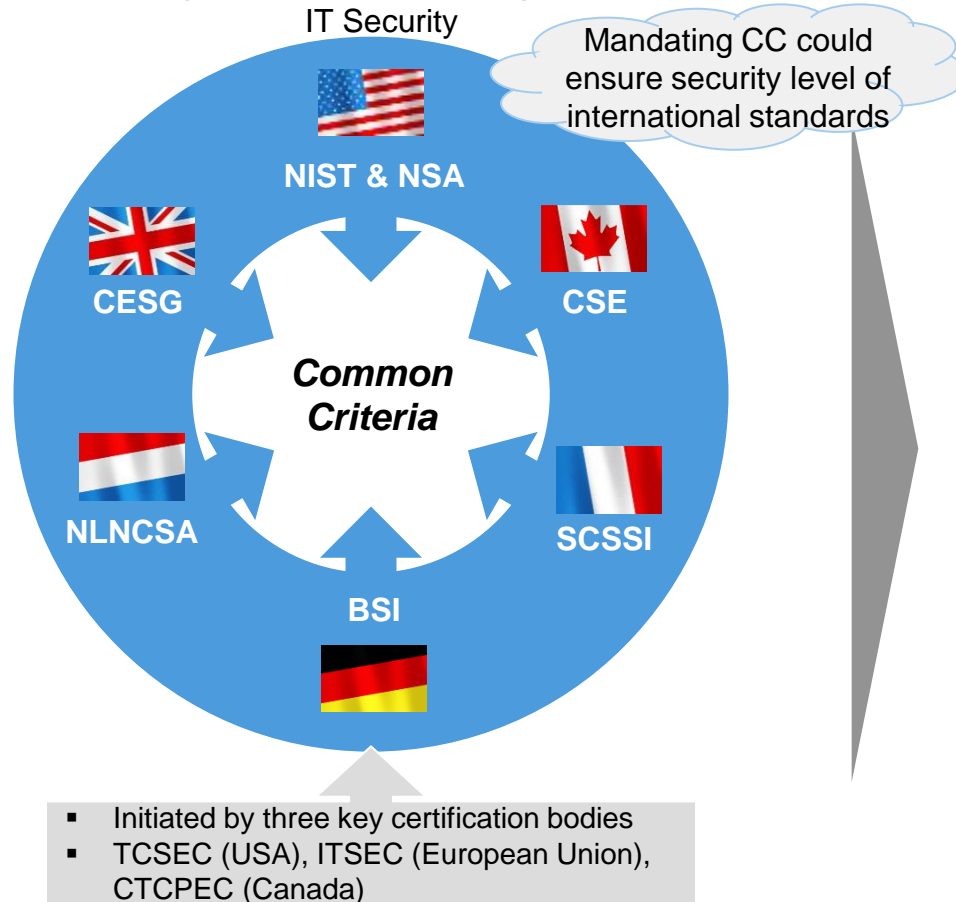 IT Security
Mandating CC could
ensure security level of
international standards
NIST & NSA
CESG
CSE
Common
Criteria
NLNCSA
SCSSI
BSI
▪ Initiated by three key certification bodies
▪ TCSEC (USA), ITSEC (European Union),
CTCPEC (Canada)